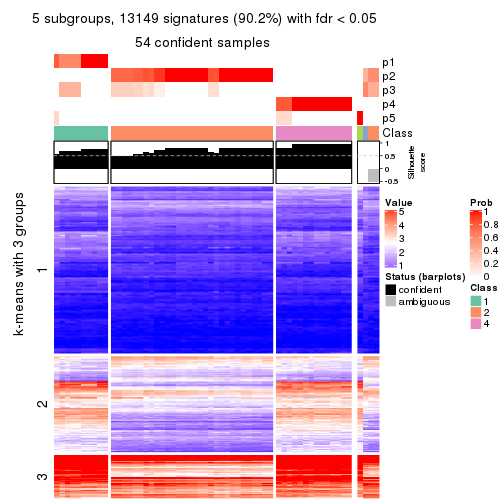 5 subgroups, 13149 signatures (90.2%) with fdr < 0.05
54 confident samples
p1
p2
p3
p4
p5
Class
1
0.5
0
-0.5
Silhouette
score
k-means with 3 groups
1
2
3
Value
5
4
3
2
1
Status (barplots)
confident
ambiguous
Prob
1
0.8
0.6
0.4
0.2
0
Class
1
2
4